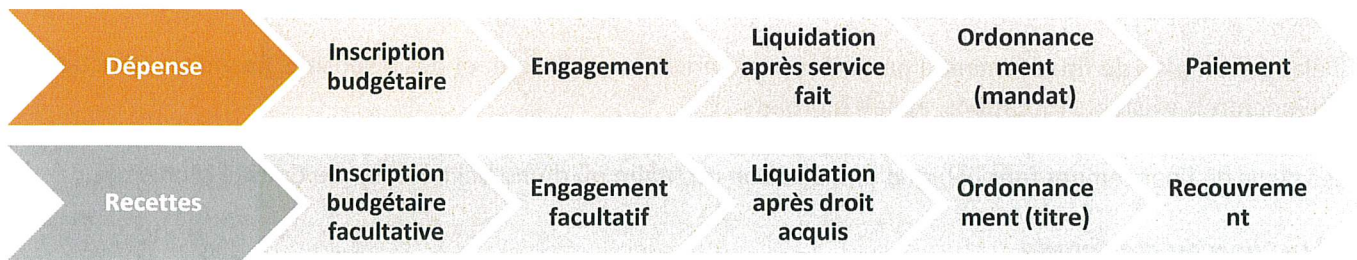 Dépense
Inscription
budgétaire
Engagement
Liquidation
après service
fait
Ordonnance
ment
(mandat)
Paiement
Recettes
Inscription
budgétaire
facultative
Engagement
facultatif
Liquidation
après droit
acquis
Ordonnance
ment (titre)
Recouvreme
nt